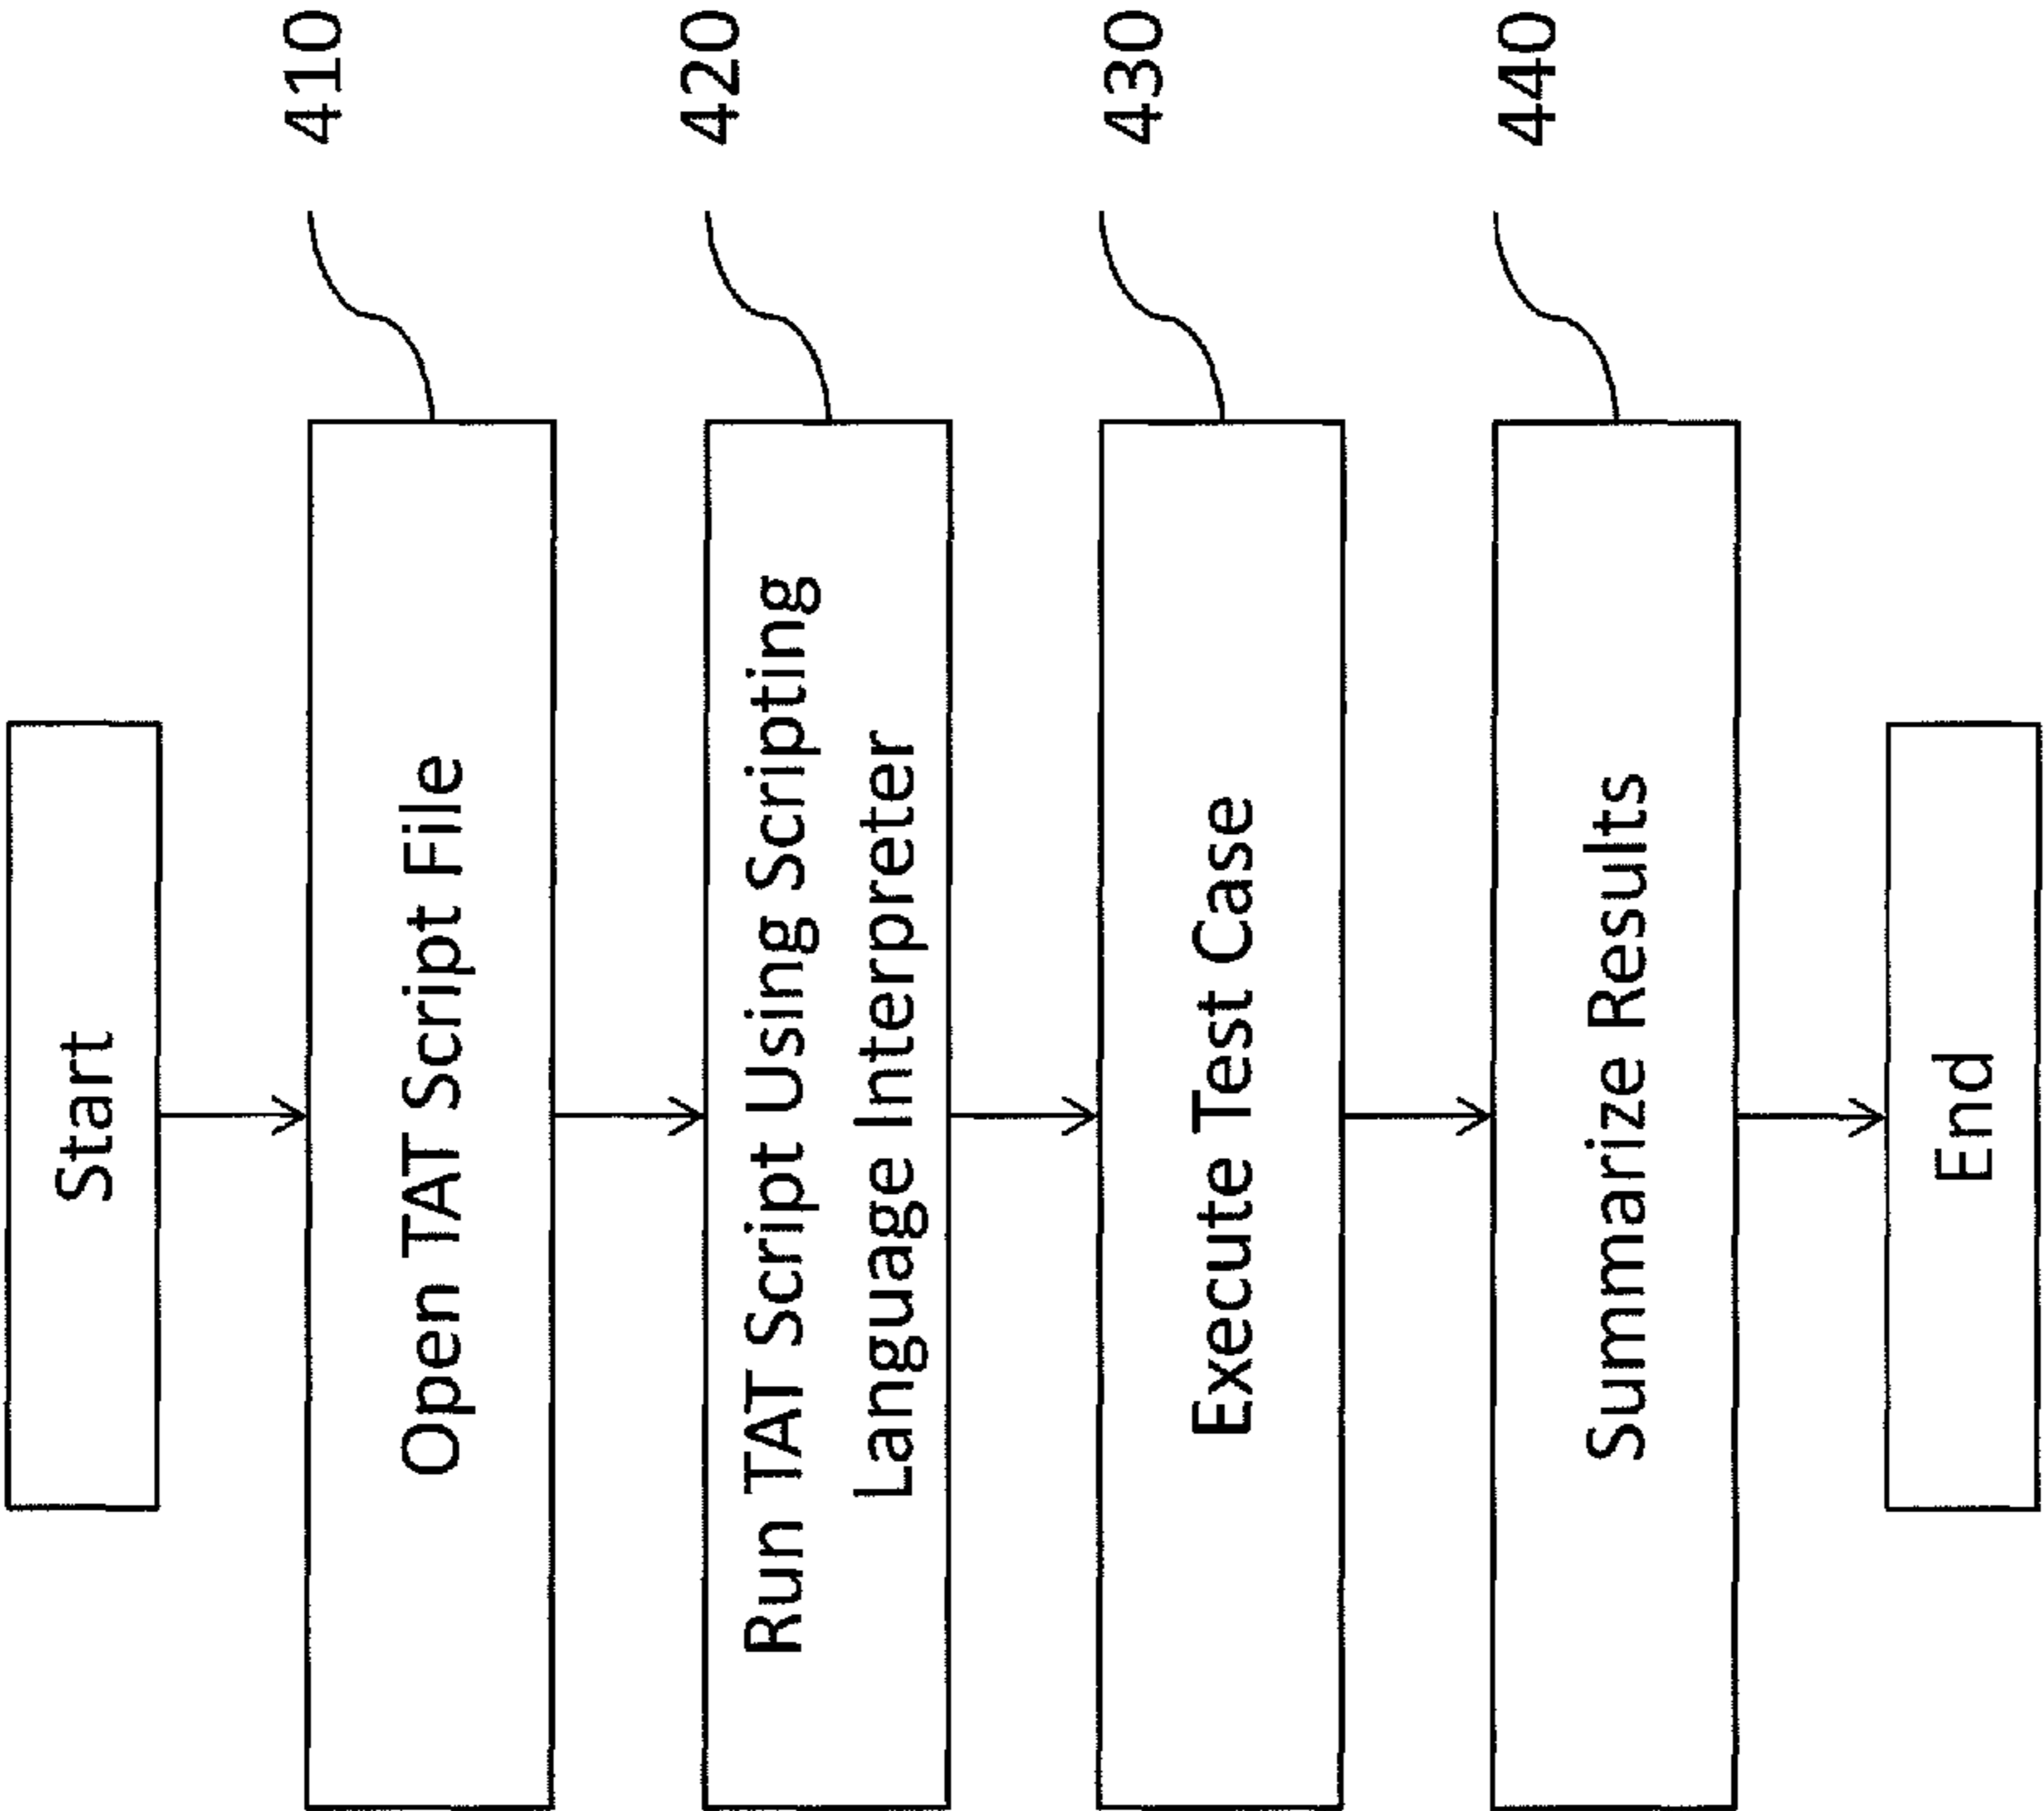 Start
410
Open TAT Script File
420
Run TAT Script Using Scripting
Language Interpreter
430
Execute Test Case
440
Summarize Results
End